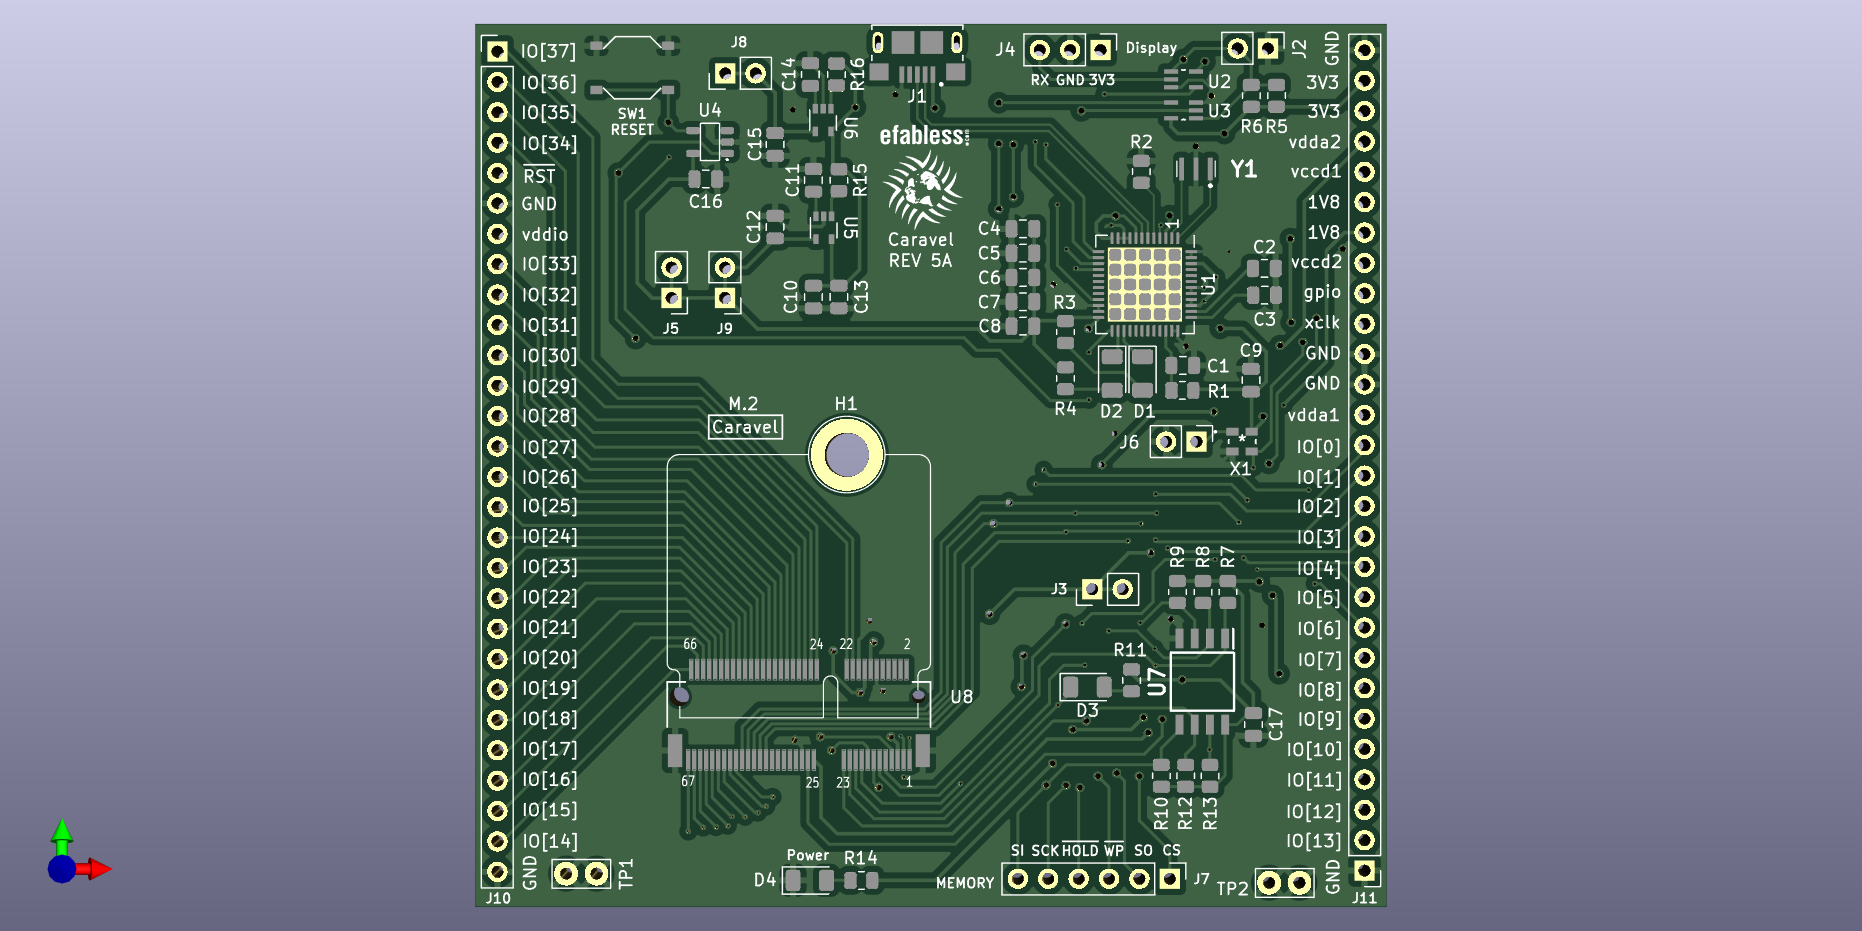 IO[37]
IO[36]
IO[35]
IO[34]
RST
GND
vddio
IO[33]
IO[32]
IO[31]
IO[30]
IO[29]
IO[28]
IO[27]
IO[26]
IO[25]
IO[24]
IO[23]
IO[22]
IO[21]
IO[20]
IO[19]
IO[18]
IO[17]
IO[16]
IO[15]
IO[14]
GND
J10
TP1
SW1
RESET
J8
U4
C16
C14
R16
U6
C15
C11
R15
C12
U5
C10
C13
J5
J9
J1
efabless.com
Caravel
REV 5A
J4
Display
RX GND 3V3
J2
U2
U3
R6
R5
R2
Y1
1
U1
C4
C5
C6
C7
C8
R3
R4
C2
C3
D2
D1
C1
R1
C9
J6
*
X1
M.2
Caravel
H1
66
24
22
2
U8
67
25
23
1
J3
R9
R8
R7
R11
D3
U7
C17
R10
R12
R13
Power
D4
R14
SI
SCK
HOLD
WP
SO
CS
MEMORY
J7
TP2
GND
3V3
3V3
vdda2
vccd1
1V8
1V8
vccd2
gpio
xclk
GND
GND
vdda1
IO[0]
IO[1]
IO[2]
IO[3]
IO[4]
IO[5]
IO[6]
IO[7]
IO[8]
IO[9]
IO[10]
IO[11]
IO[12]
IO[13]
GND
J11